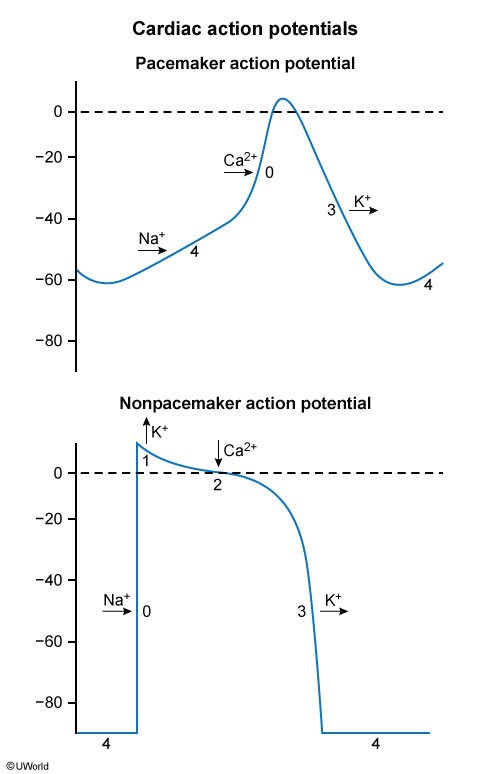 Cardiac action potentials
Pacemaker action potential
0
Ca²⁺
0
−20
3
K⁺
−40
Na⁺
4
−60
4
−80
Nonpacemaker action potential
K⁺
1
Ca²⁺
0
2
−20
−40
Na⁺
0
3
K⁺
−60
−80
4
4
©UWorld